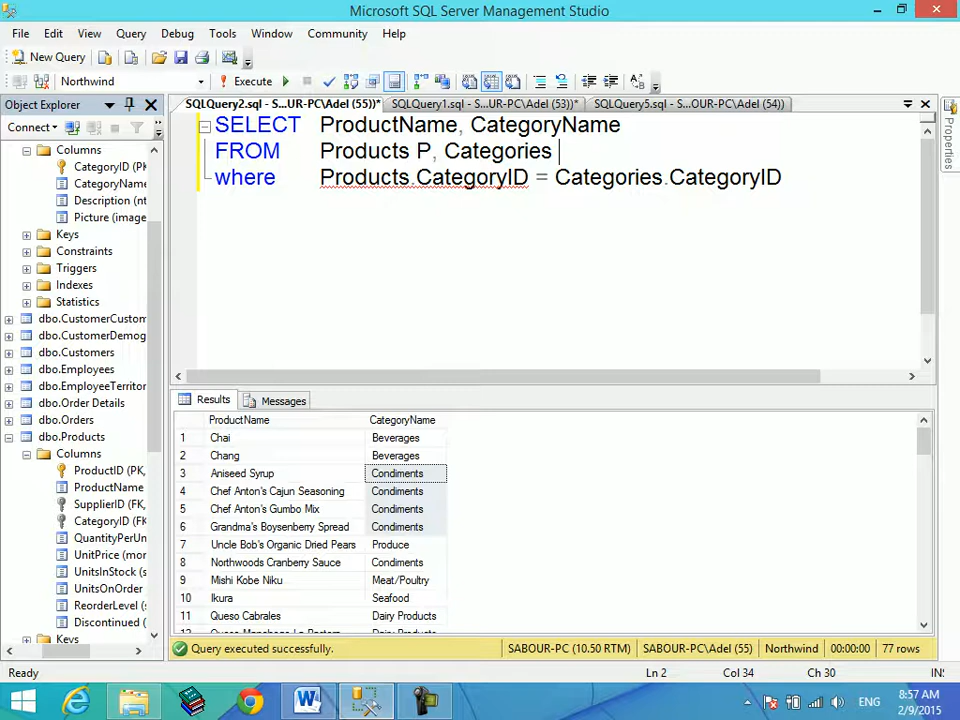 Microsoft SQL Server Management Studio
File Edit View Query Debug Tools Window Community Help
New Query
Northwind Execute
Object Explorer
SQLQuery2.sql - S...UR-PC\Adel (55))* SQLQuery1.sql - S...UR-PC\Adel (53))* SQLQuery5.sql - S...OUR-PC\Adel (54))
Connect
Properties
SELECT ProductName, CategoryName
FROM Products P, Categories
where Products.CategoryID = Categories.CategoryID
Columns
CategoryID (PK
CategoryName
Description (nt
Picture (image
Keys
Constraints
Triggers
Indexes
Statistics
dbo.CustomerCustom
dbo.CustomerDemog
dbo.Customers
dbo.Employees
dbo.EmployeeTerritor
dbo.Order Details
dbo.Orders
dbo.Products
Columns
ProductID (PK,
ProductName
SupplierID (FK,
CategoryID (FK
QuantityPerUn
UnitPrice (mor
UnitsInStock (s
UnitsOnOrder
ReorderLevel (s
Discontinued (
Keys
Results Messages
ProductName CategoryName
1 Chai Beverages
2 Chang Beverages
3 Aniseed Syrup Condiments
4 Chef Anton's Cajun Seasoning Condiments
5 Chef Anton's Gumbo Mix Condiments
6 Grandma's Boysenberry Spread Condiments
7 Uncle Bob's Organic Dried Pears Produce
8 Northwoods Cranberry Sauce Condiments
9 Mishi Kobe Niku Meat/Poultry
10 Ikura Seafood
11 Queso Cabrales Dairy Products
Query executed successfully. SABOUR-PC (10.50 RTM) SABOUR-PC\Adel (55) Northwind 00:00:00 77 rows
Ready Ln 2 Col 34 Ch 30 INS
ENG
8:57 AM
2/9/2015